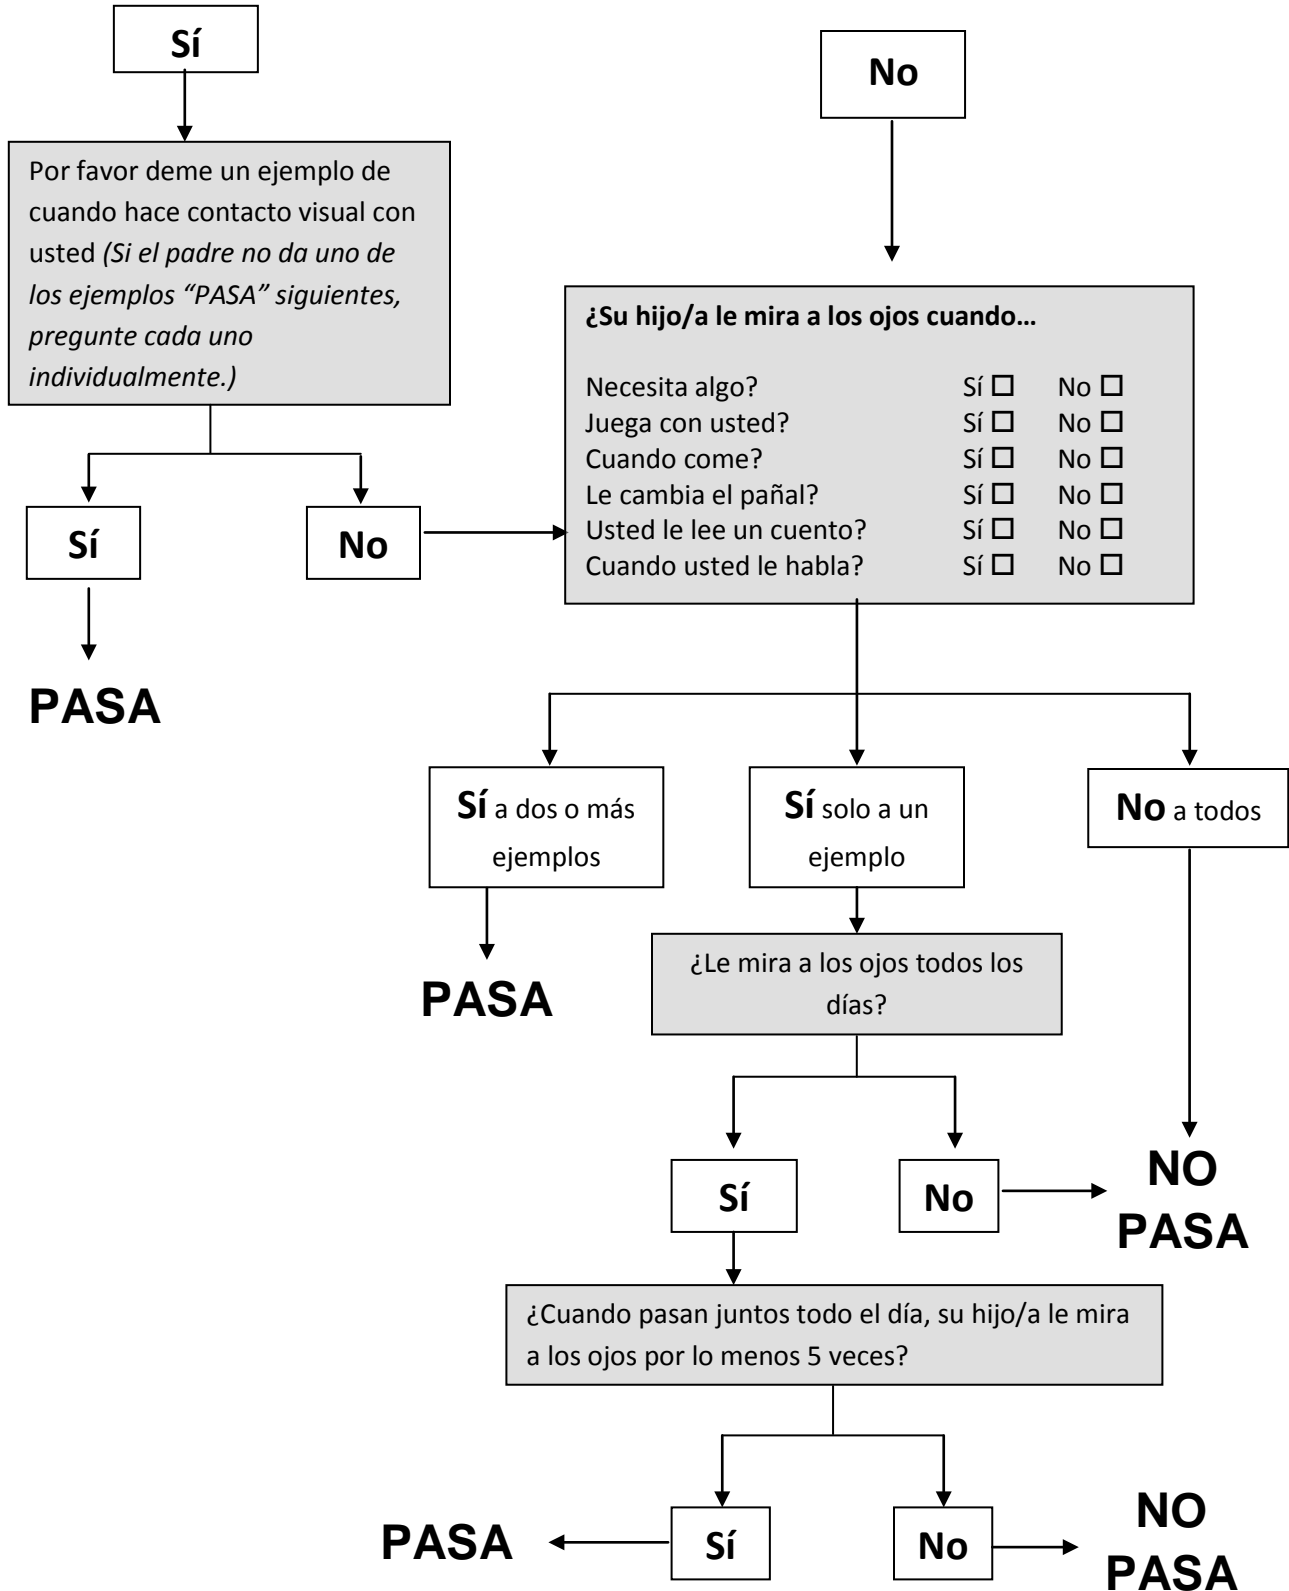 Sí
No
Por favor deme un ejemplo de
cuando hace contacto visual con
usted (Si el padre no da uno de
los ejemplos “PASA” siguientes,
pregunte cada uno
individualmente.)
¿Su hijo/a le mira a los ojos cuando…
Necesita algo? Sí ☐ No ☐
Juega con usted? Sí ☐ No ☐
Cuando come? Sí ☐ No ☐
Le cambia el pañal? Sí ☐ No ☐
Usted le lee un cuento? Sí ☐ No ☐
Cuando usted le habla? Sí ☐ No ☐
Sí
No
PASA
Sí a dos o más
ejemplos
Sí solo a un
ejemplo
No a todos
PASA
¿Le mira a los ojos todos los
días?
Sí
No
NO
PASA
¿Cuando pasan juntos todo el día, su hijo/a le mira
a los ojos por lo menos 5 veces?
PASA
Sí
No
NO
PASA